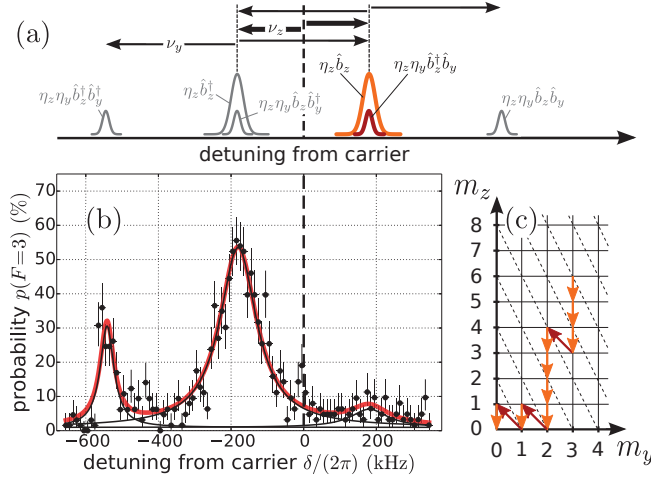 (a)
ν_y
ν_z
η_z b̂_z
η_z η_y b̂_z† b̂_y
η_z η_y b̂_z† b̂_y†
η_z b̂_z†
η_z η_y b̂_z b̂_y†
η_z η_y b̂_z b̂_y
detuning from carrier
(b)
probability p(F=3) (%)
70
60
50
40
30
20
10
0
−600 −400 −200 0 200
detuning from carrier δ/(2π) (kHz)
(c)
m_z
8
7
6
5
4
3
2
1
0
0 1 2 3 4
m_y